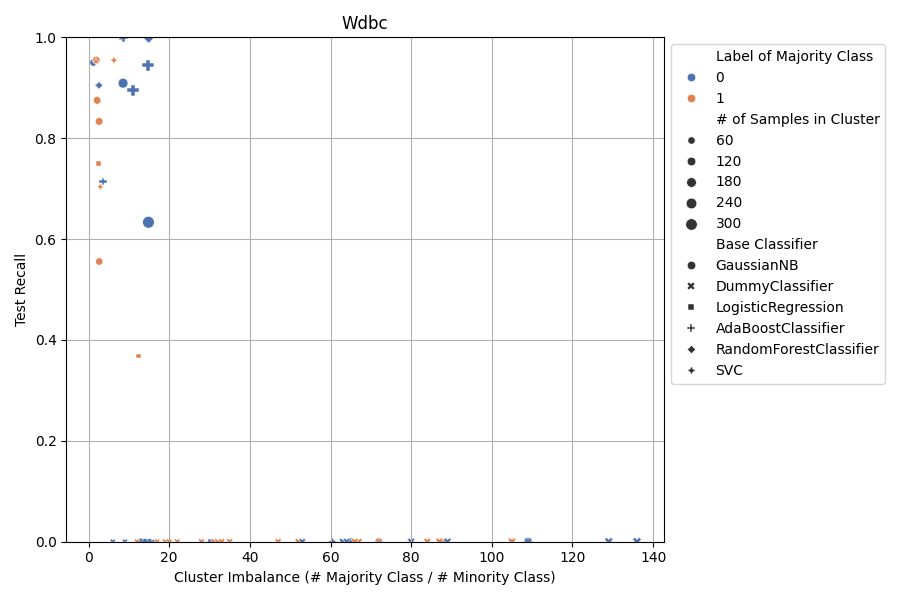 Wdbc
1.0
0.8
0.6
0.4
0.2
0.0
Test Recall
0 20 40 60 80 100 120 140
Cluster Imbalance (# Majority Class / # Minority Class)
Label of Majority Class
0
1
# of Samples in Cluster
60
120
180
240
300
Base Classifier
GaussianNB
DummyClassifier
LogisticRegression
AdaBoostClassifier
RandomForestClassifier
SVC